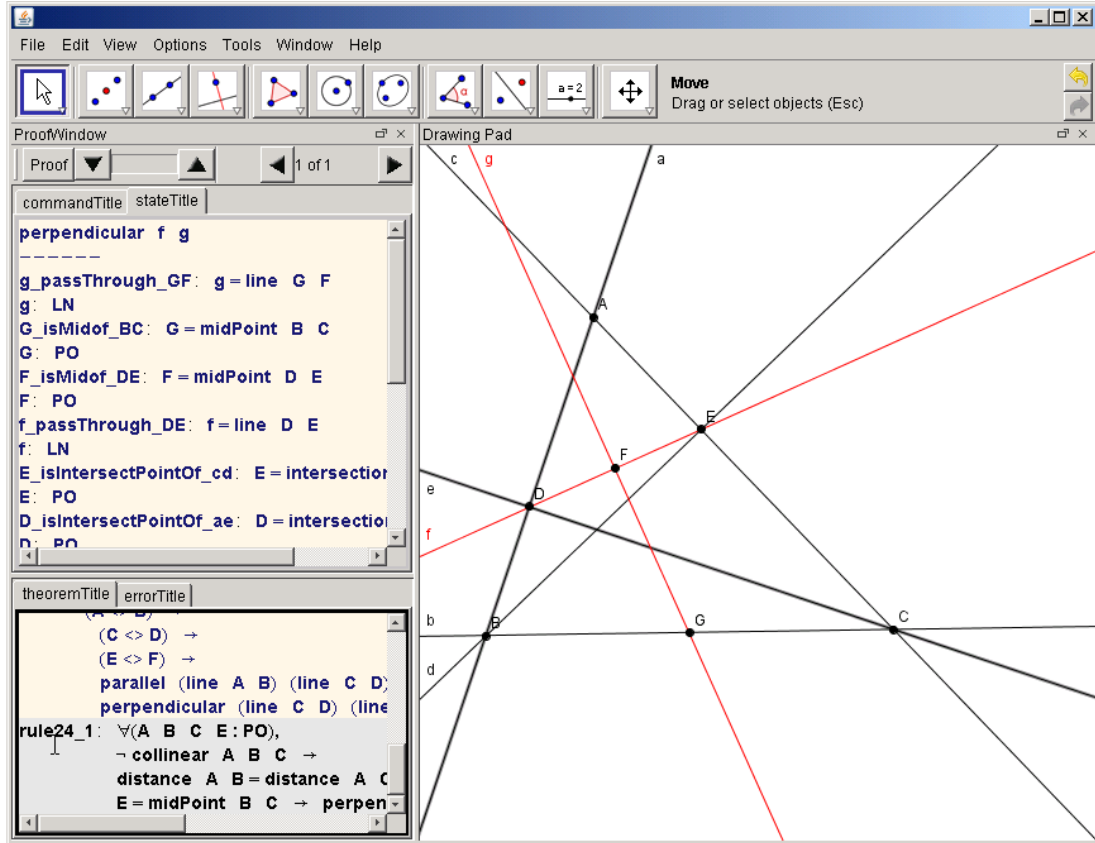 File Edit View Options Tools Window Help
α
a=2
Move
Drag or select objects (Esc)
ProofWindow
Drawing Pad
Proof
1 of 1
commandTitle stateTitle
perpendicular f g
------
g_passThrough_GF: g = line G F
g: LN
G_isMidof_BC: G = midPoint B C
G: PO
F_isMidof_DE: F = midPoint D E
F: PO
f_passThrough_DE: f = line D E
f: LN
E_isIntersectPointOf_cd: E = intersection
E: PO
D_isIntersectPointOf_ae: D = intersectio
D: PO
theoremTitle errorTitle
(A <> B) →
(C <> D) →
(E <> F) →
parallel (line A B) (line C D)
perpendicular (line C D) (line
rule24_1: ∀(A B C E : PO),
¬ collinear A B C →
distance A B = distance A C
E = midPoint B C → perpen
c g a
A
E
F
e
D
f
b
B
G
C
d